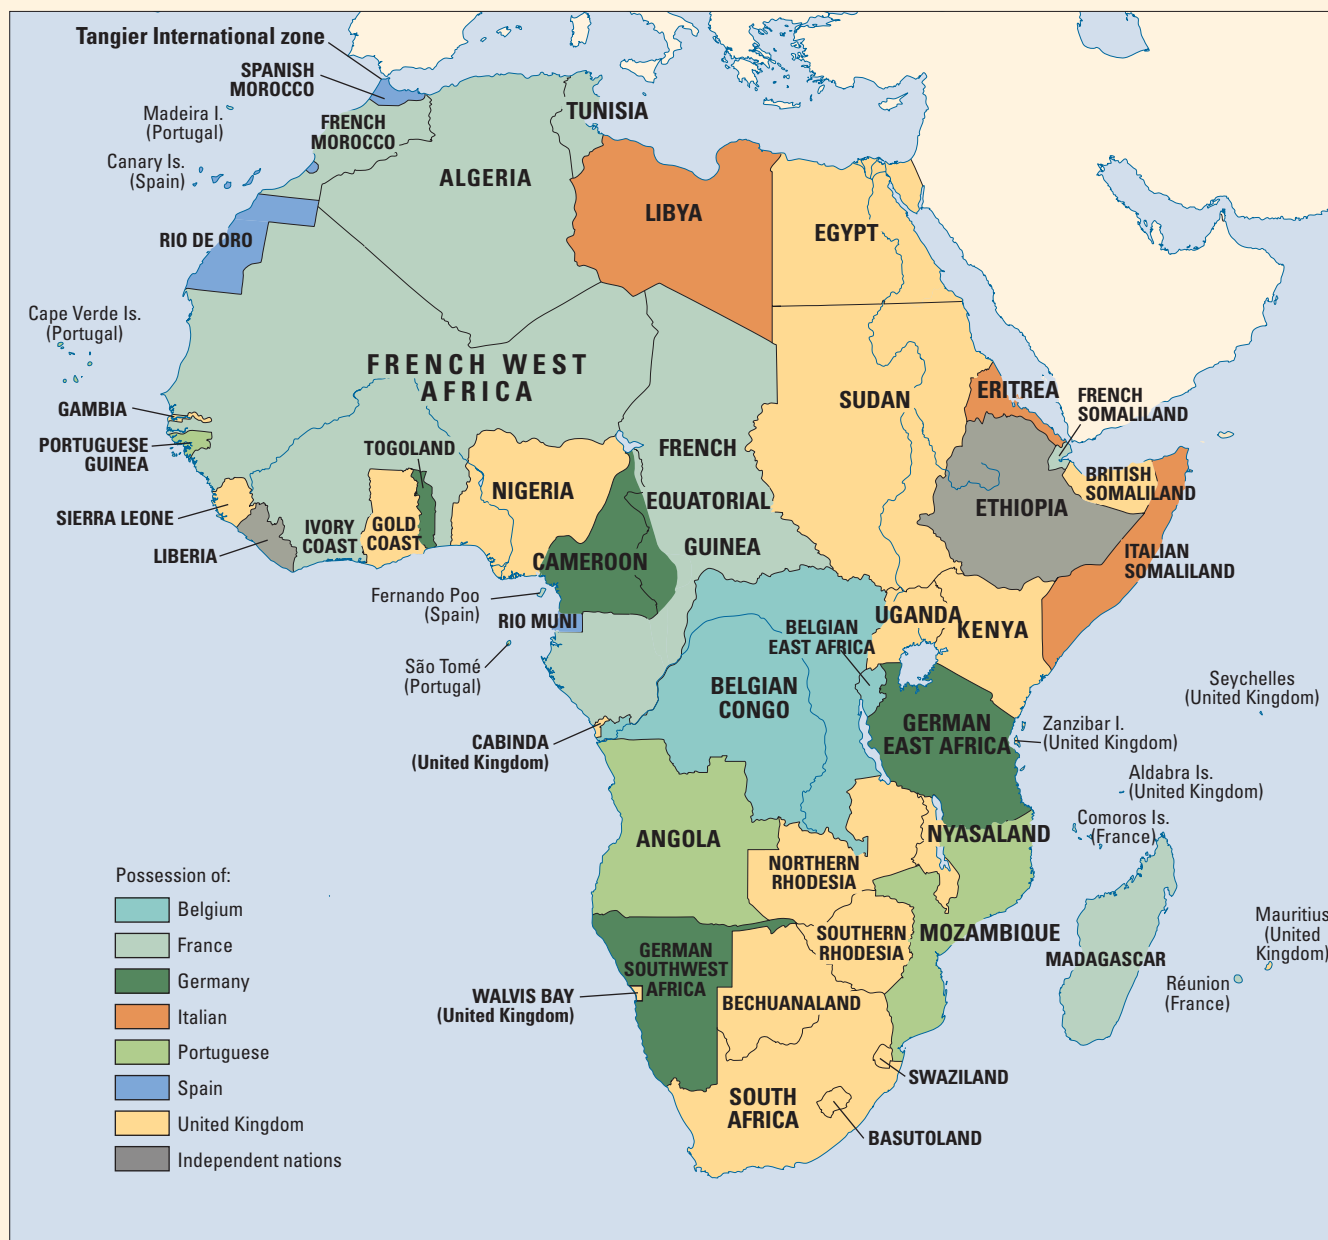 Tangier International zone
SPANISH
MOROCCO
Madeira I.
(Portugal)
FRENCH
MOROCCO
TUNISIA
Canary Is.
(Spain)
ALGERIA
LIBYA
EGYPT
RIO DE ORO
Cape Verde Is.
(Portugal)
FRENCH WEST
AFRICA
SUDAN
ERITREA
FRENCH
SOMALILAND
GAMBIA
PORTUGUESE
GUINEA
TOGOLAND
FRENCH
EQUATORIAL
GUINEA
NIGERIA
BRITISH
SOMALILAND
ETHIOPIA
SIERRA LEONE
IVORY
COAST
GOLD
COAST
LIBERIA
CAMEROON
ITALIAN
SOMALILAND
Fernando Poo
(Spain)
RIO MUNI
UGANDA
KENYA
BELGIAN
EAST AFRICA
São Tomé
(Portugal)
BELGIAN
CONGO
Seychelles
(United Kingdom)
GERMAN
EAST AFRICA
Zanzibar I.
(United Kingdom)
CABINDA
(United Kingdom)
Aldabra Is.
(United Kingdom)
Comoros Is.
(France)
ANGOLA
NYASALAND
NORTHERN
RHODESIA
SOUTHERN
RHODESIA
MOZAMBIQUE
MADAGASCAR
Mauritius
(United
Kingdom)
Réunion
(France)
GERMAN
SOUTHWEST
AFRICA
WALVIS BAY
(United Kingdom)
BECHUANALAND
SWAZILAND
SOUTH
AFRICA
BASUTOLAND
Possession of:
Belgium
France
Germany
Italian
Portuguese
Spain
United Kingdom
Independent nations